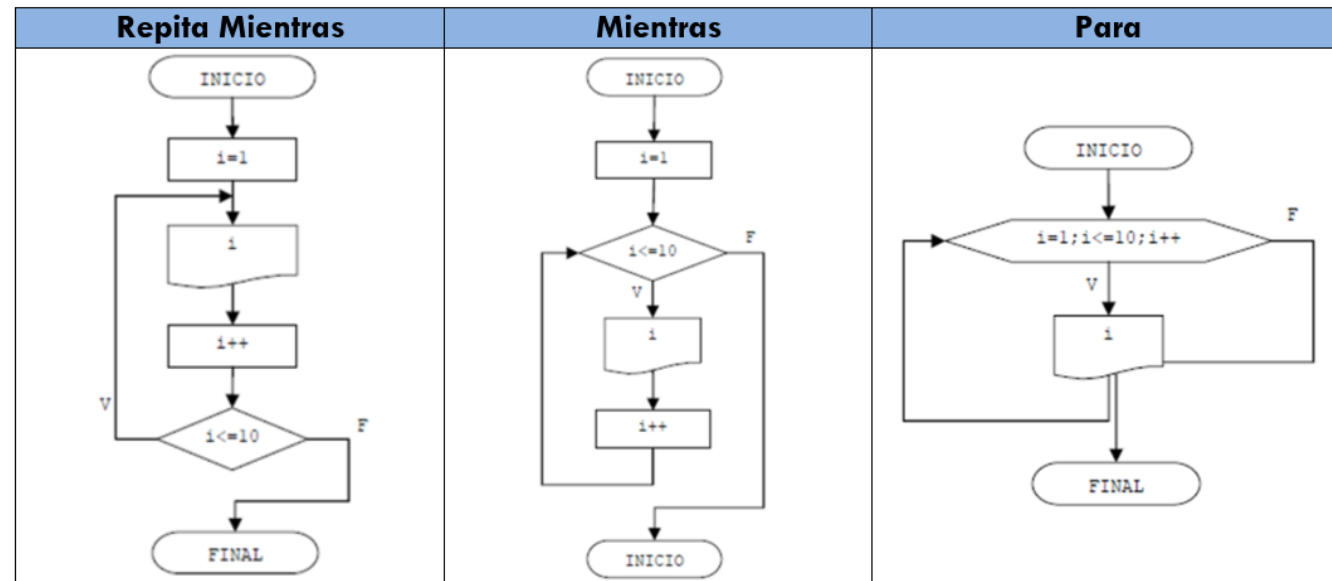 Repita Mientras
Mientras
Para
INICIO
i=1
i
i++
i<=10
V
F
FINAL
INICIO
i=1
i<=10
F
V
i
i++
INICIO
INICIO
i=1;i<=10;i++
F
V
i
FINAL